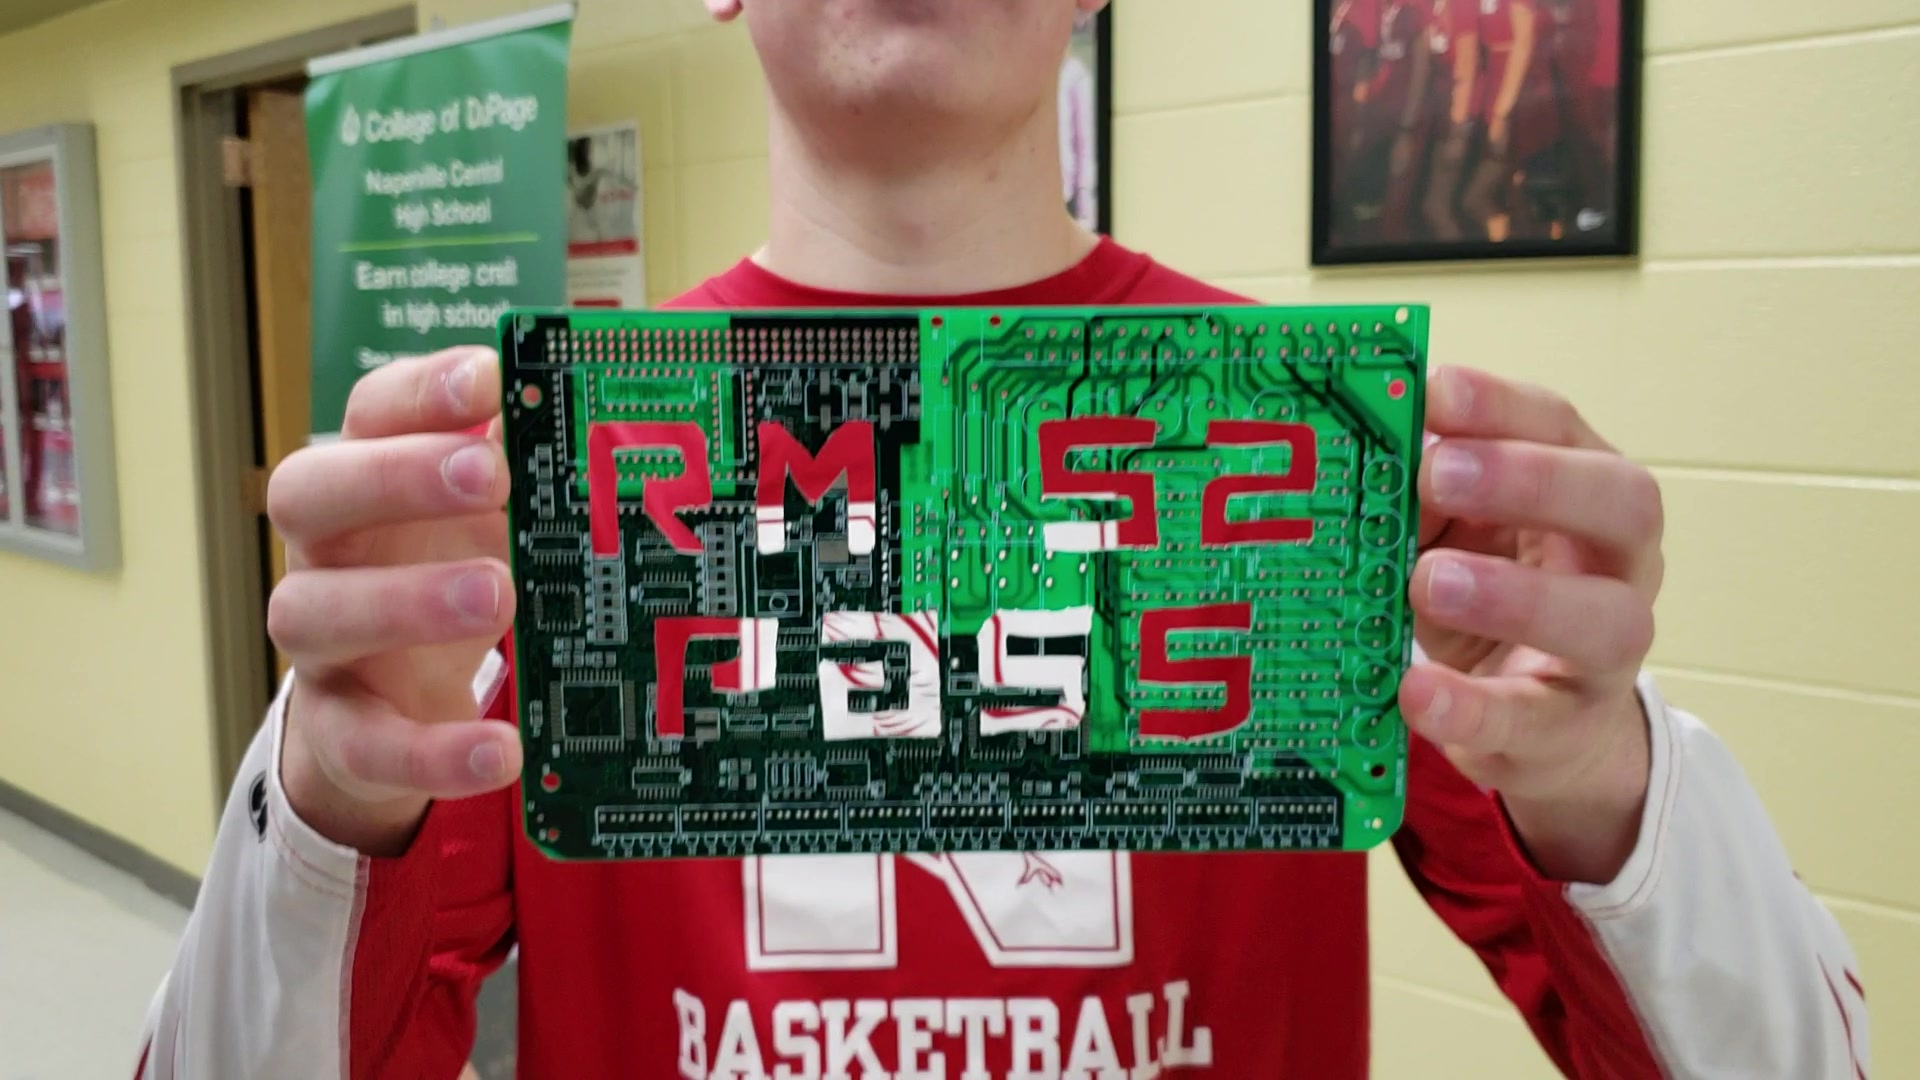 College of DuPage
Naperville Central
High School
Earn college credit
in high school
RM 52
Pass
N
BASKETBALL